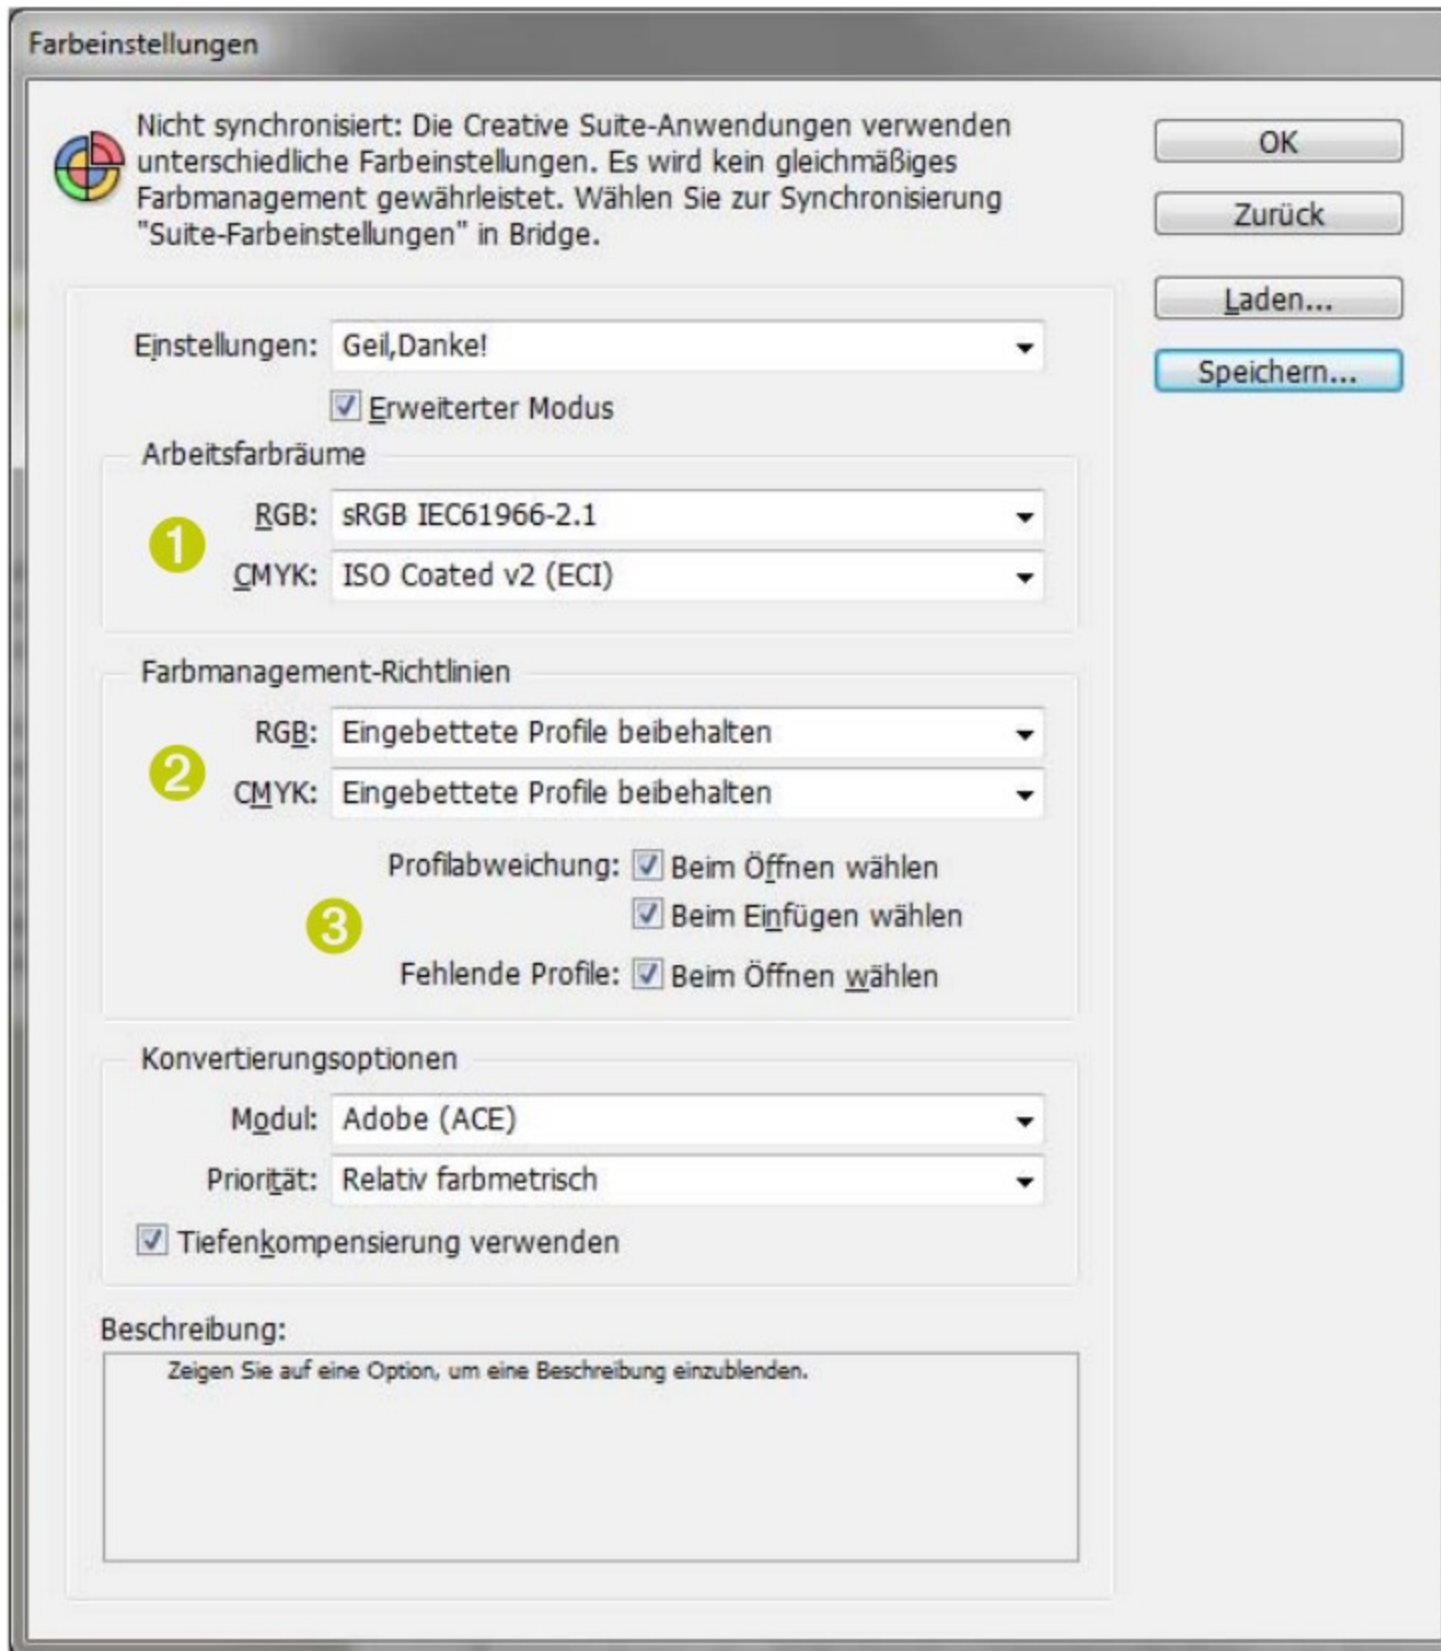 Farbeinstellungen
Nicht synchronisiert: Die Creative Suite-Anwendungen verwenden
unterschiedliche Farbeinstellungen. Es wird kein gleichmäßiges
Farbmanagement gewährleistet. Wählen Sie zur Synchronisierung
"Suite-Farbeinstellungen" in Bridge.
OK
Zurück
Laden...
Speichern...
Einstellungen: Geil,Danke!
Erweiterter Modus
Arbeitsfarbräume
1
RGB: sRGB IEC61966-2.1
CMYK: ISO Coated v2 (ECI)
Farbmanagement-Richtlinien
2
RGB: Eingebettete Profile beibehalten
CMYK: Eingebettete Profile beibehalten
3
Profilabweichung: Beim Öffnen wählen
Beim Einfügen wählen
Fehlende Profile: Beim Öffnen wählen
Konvertierungsoptionen
Modul: Adobe (ACE)
Priorität: Relativ farbmetrisch
Tiefenkompensierung verwenden
Beschreibung:
Zeigen Sie auf eine Option, um eine Beschreibung einzublenden.